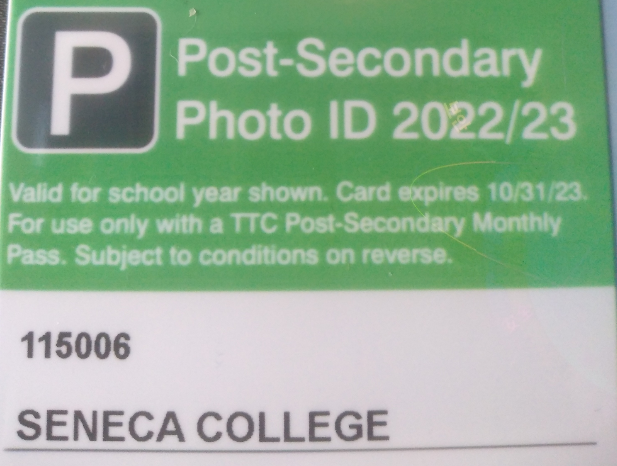 P
Post-Secondary
Photo ID 2022/23
Valid for school year shown. Card expires 10/31/23.
For use only with a TTC Post-Secondary Monthly
Pass. Subject to conditions on reverse.
115006
SENECA COLLEGE